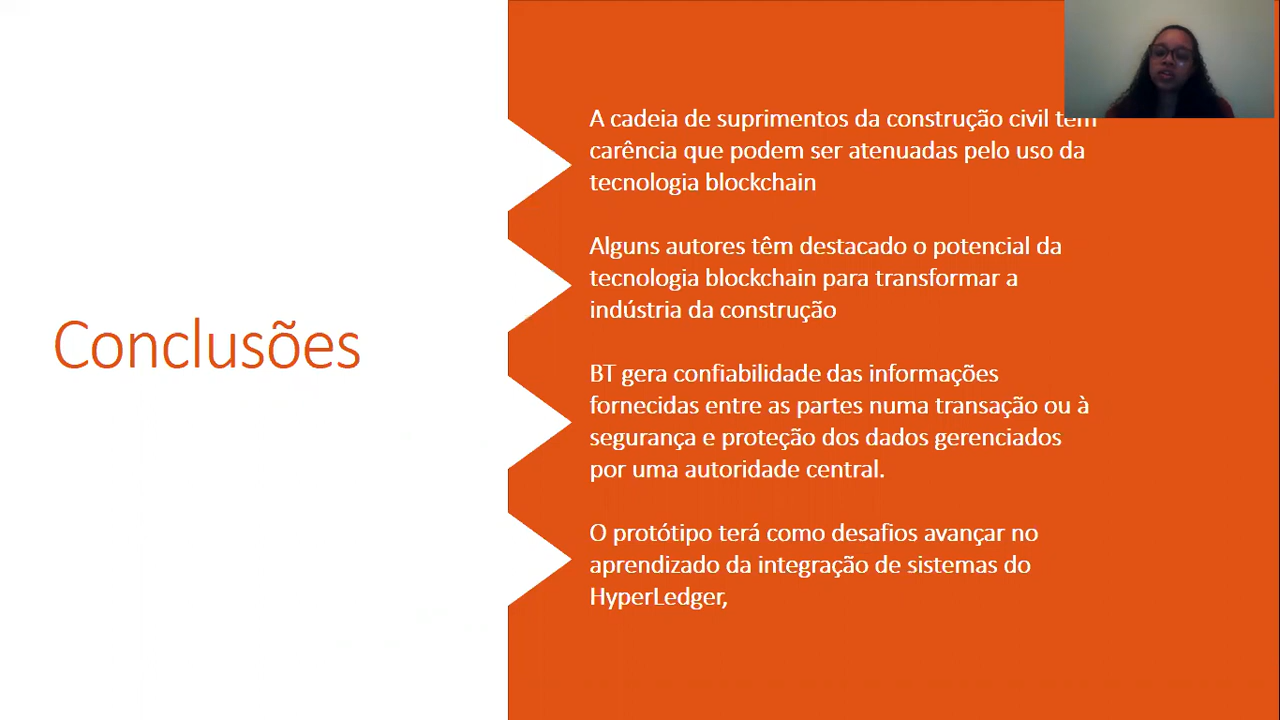 Conclusões
A cadeia de suprimentos da construção civil tem
carência que podem ser atenuadas pelo uso da
tecnologia blockchain
Alguns autores têm destacado o potencial da
tecnologia blockchain para transformar a
indústria da construção
BT gera confiabilidade das informações
fornecidas entre as partes numa transação ou à
segurança e proteção dos dados gerenciados
por uma autoridade central.
O protótipo terá como desafios avançar no
aprendizado da integração de sistemas do
HyperLedger,